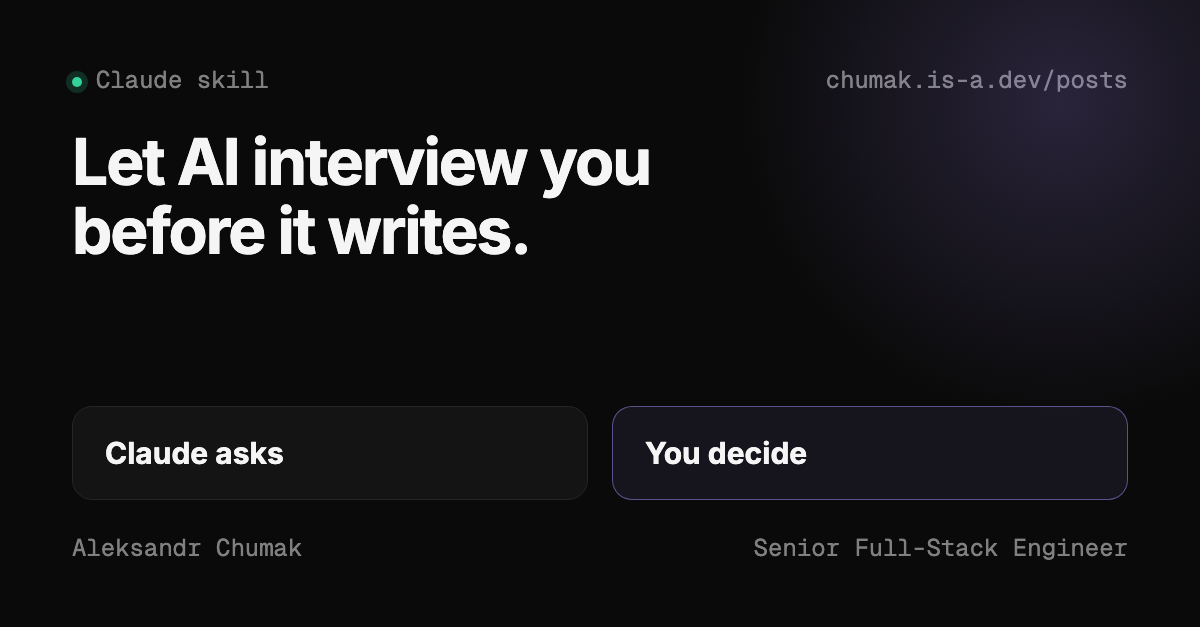 Claude skill
chumak.is-a.dev/posts
Let AI interview you
before it writes.
Claude asks
You decide
Aleksandr Chumak
Senior Full-Stack Engineer